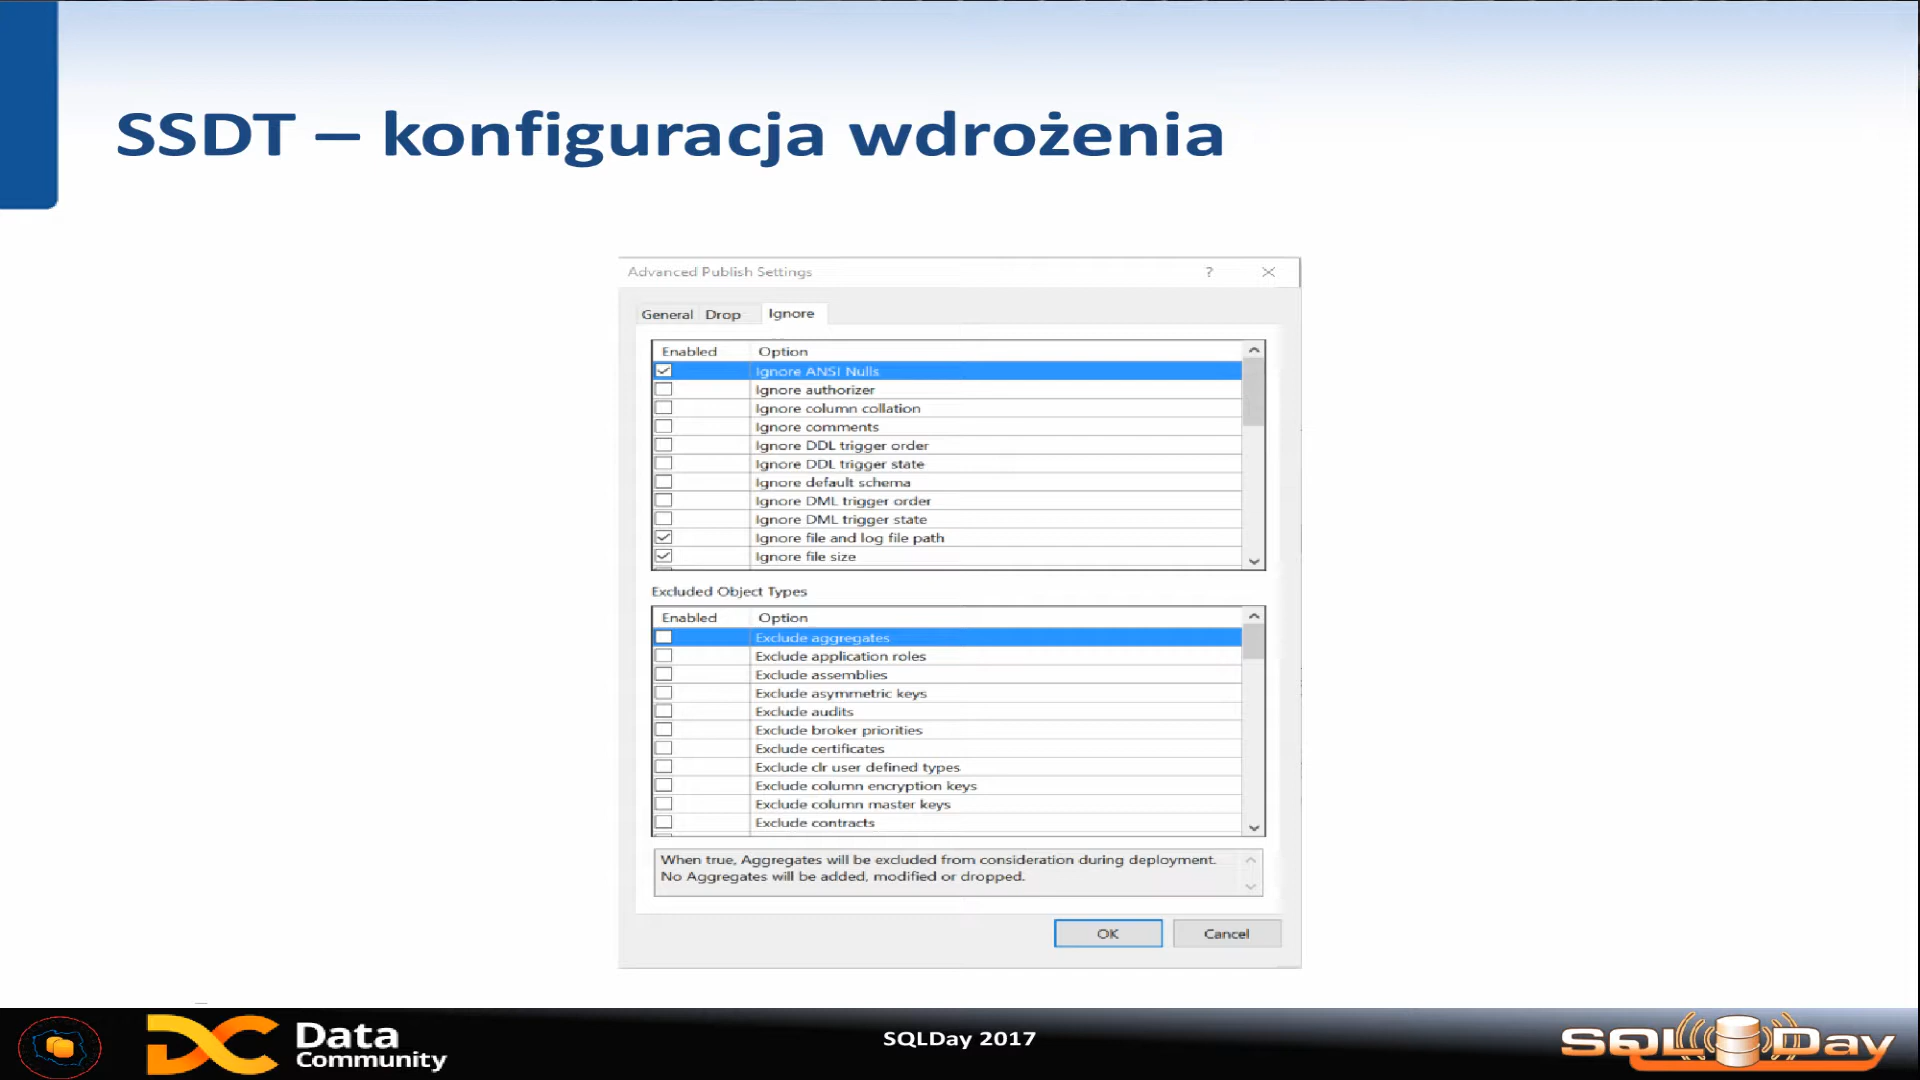 SSDT – konfiguracja wdrożenia
Advanced Publish Settings ?
General Drop Ignore
Enabled Option
Ignore ANSI Nulls
Ignore authorizer
Ignore column collation
Ignore comments
Ignore DDL trigger order
Ignore DDL trigger state
Ignore default schema
Ignore DML trigger order
Ignore DML trigger state
Ignore file and log file path
Ignore file size
Excluded Object Types
Enabled Option
Exclude aggregates
Exclude application roles
Exclude assemblies
Exclude asymmetric keys
Exclude audits
Exclude broker priorities
Exclude certificates
Exclude clr user defined types
Exclude column encryption keys
Exclude column master keys
Exclude contracts
When true, Aggregates will be excluded from consideration during deployment.
No Aggregates will be added, modified or dropped.
OK Cancel
DC Data
Community
SQLDay 2017
SQLDay